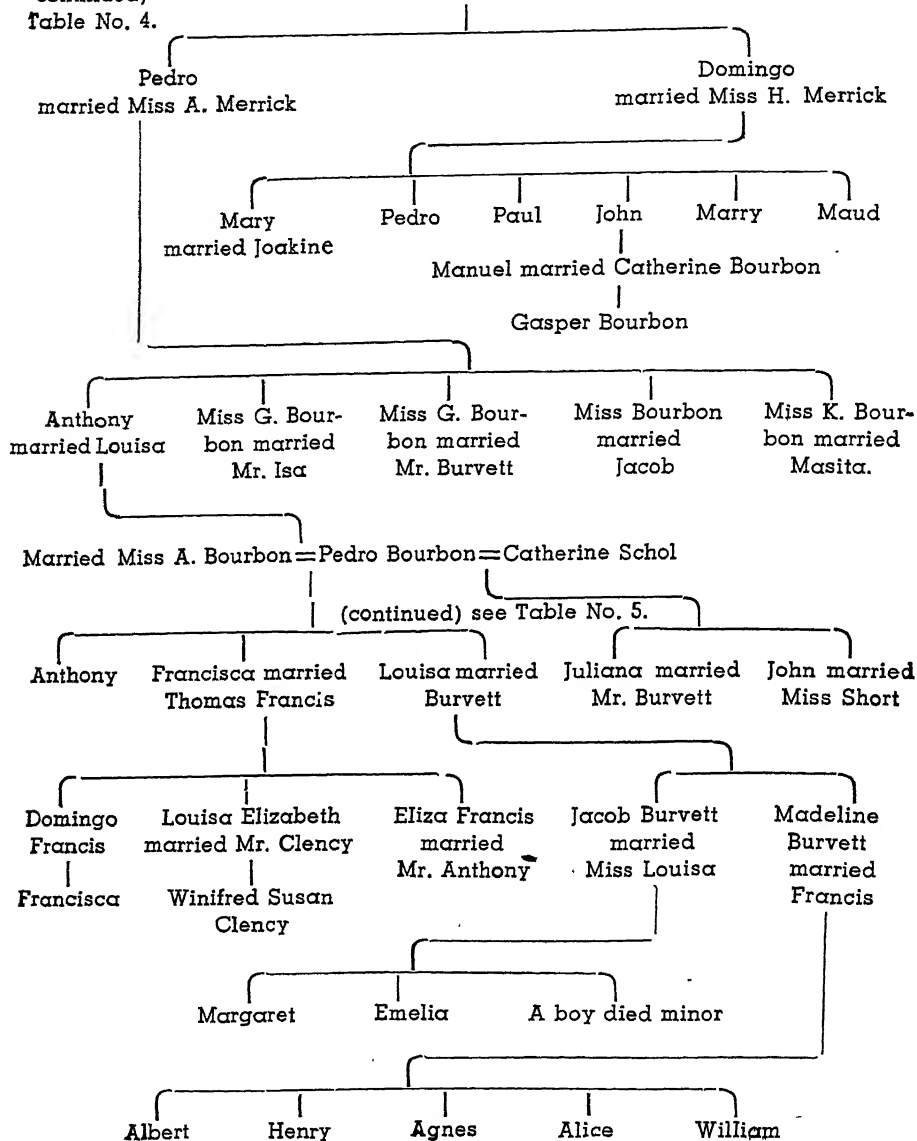 Table No. 4.
Pedro
married Miss A. Merrick
Domingo
married Miss H. Merrick
Mary
married Joakine
Pedro
Paul
John
Marry
Maud
Manuel married Catherine Bourbon
Gasper Bourbon
Anthony
married Louisa
Miss G. Bour-
bon married
Mr. Isa
Miss G. Bour-
bon married
Mr. Burvett
Miss Bourbon
married
Jacob
Miss K. Bour-
bon married
Masita.
Married Miss A. Bourbon=Pedro Bourbon=Catherine Schol
(continued) see Table No. 5.
Anthony
Francisca married
Thomas Francis
Louisa married
Burvett
Juliana married
Mr. Burvett
John married
Miss Short
Domingo
Francis
Francisca
Louisa Elizabeth
married Mr. Clency
Winifred Susan
Clency
Eliza Francis
married
Mr. Anthony
Jacob Burvett
married
Miss Louisa
Madeline
Burvett
married
Francis
Margaret
Emelia
A boy died minor
Albert
Henry
Agnes
Alice
William